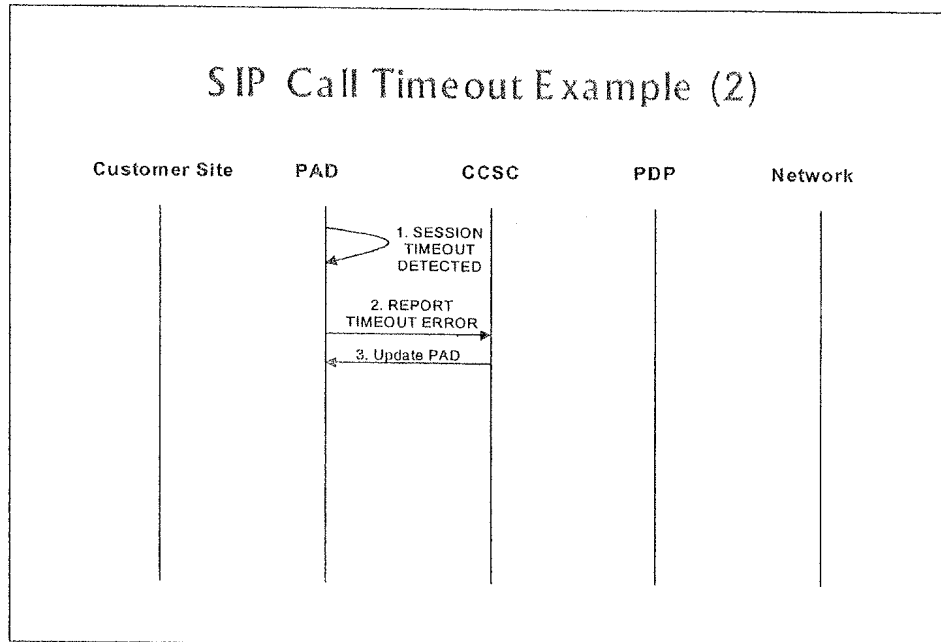 SIP Call Timeout Example (2)
Customer Site PAD CCSC PDP Network
1. SESSION
TIMEOUT
DETECTED
2. REPORT
TIMEOUT ERROR
3. Update PAD